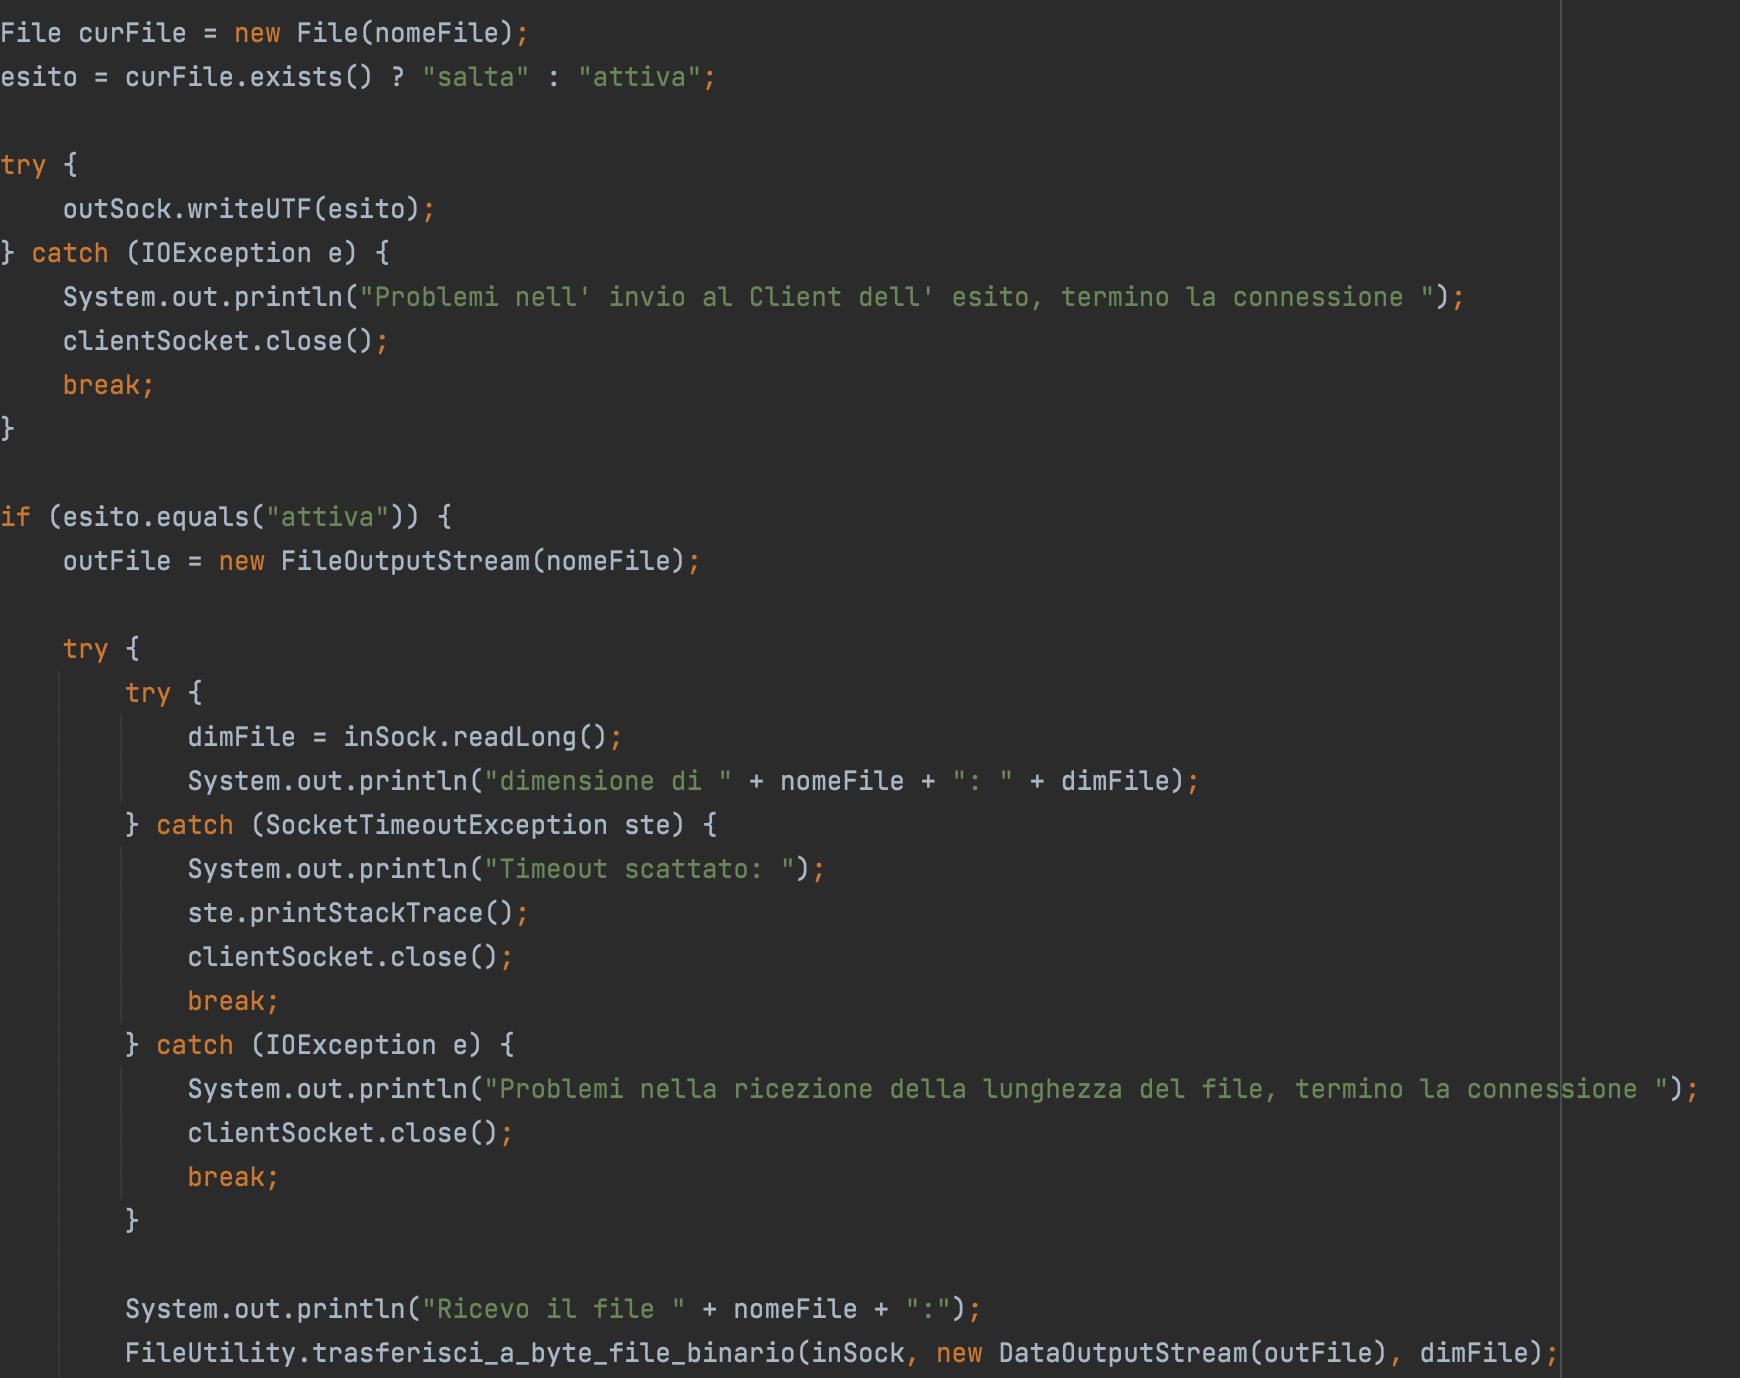 File curFile = new File(nomeFile);
esito = curFile.exists() ? "salta" : "attiva";
try {
outSock.writeUTF(esito);
} catch (IOException e) {
System.out.println("Problemi nell' invio al Client dell' esito, termino la connessione ");
clientSocket.close();
break;
}
if (esito.equals("attiva")) {
outFile = new FileOutputStream(nomeFile);
try {
try {
dimFile = inSock.readLong();
System.out.println("dimensione di " + nomeFile + ": " + dimFile);
} catch (SocketTimeoutException ste) {
System.out.println("Timeout scattato: ");
ste.printStackTrace();
clientSocket.close();
break;
} catch (IOException e) {
System.out.println("Problemi nella ricezione della lunghezza del file, termino la connessione ");
clientSocket.close();
break;
}
System.out.println("Ricevo il file " + nomeFile + ":");
FileUtility.trasferisci_a_byte_file_binario(inSock, new DataOutputStream(outFile), dimFile);